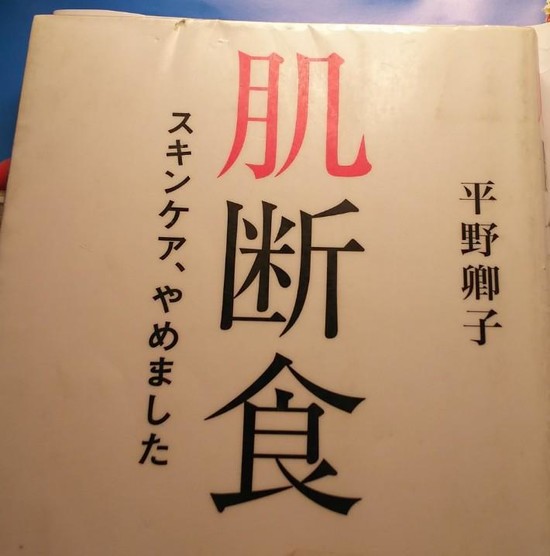 平野卿子
肌断食
スキンケア、やめました